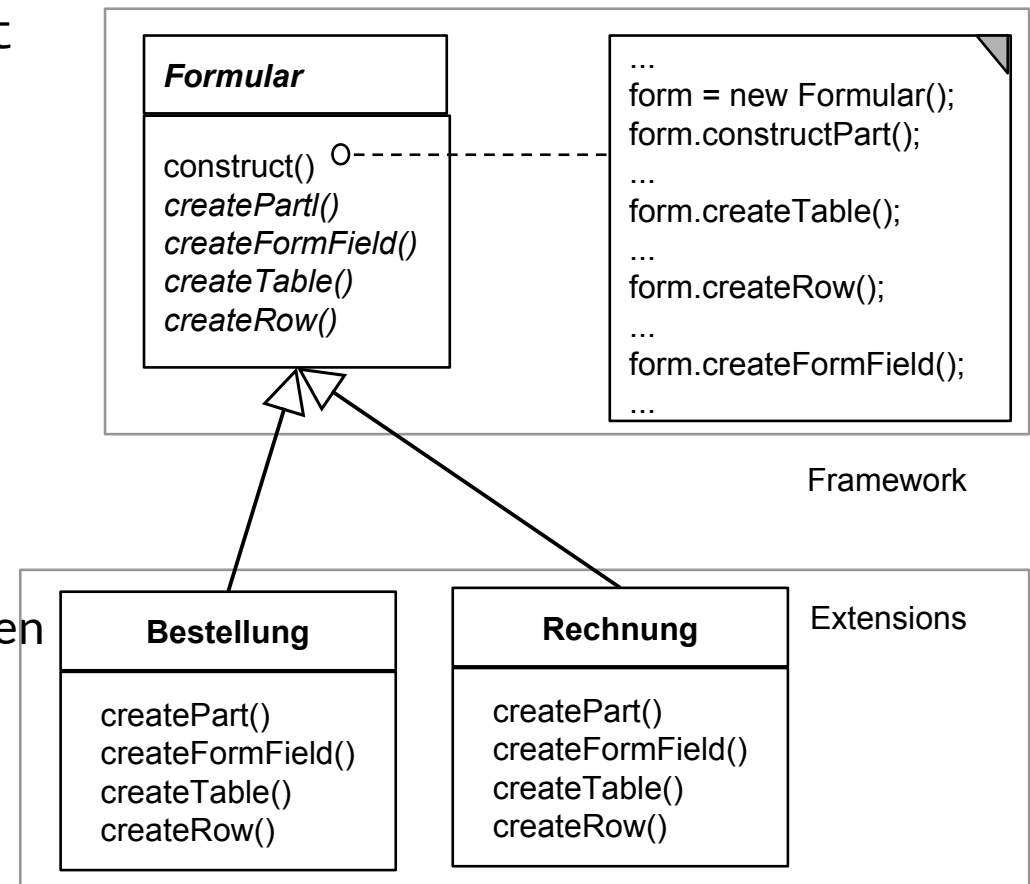 t
Formular
construct()
createPartl()
createFormField()
createTable()
createRow()
...
form = new Formular();
form.constructPart();
...
form.createTable();
...
form.createRow();
...
form.createFormField();
...
Framework
en
Bestellung
createPart()
createFormField()
createTable()
createRow()
Rechnung
createPart()
createFormField()
createTable()
createRow()
Extensions